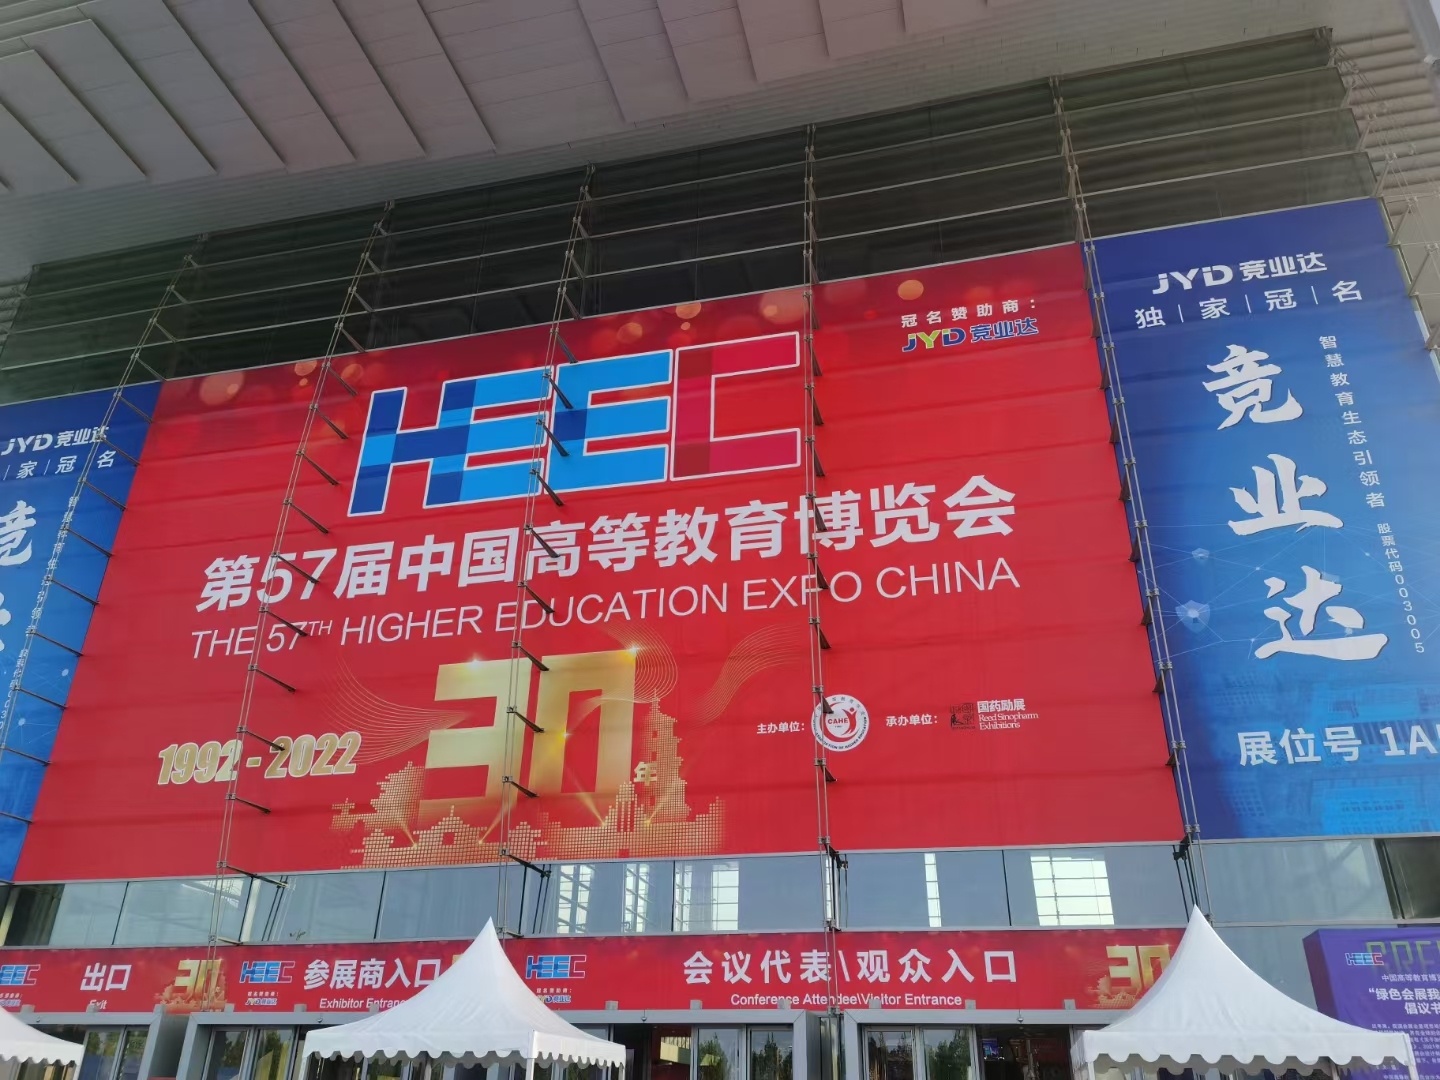 JYD 竞业达
独 | 家 | 冠 | 名
竞业达
智慧教育生态引领者 股票代码003005
展位号 1A
冠名赞助商：
JYD 竞业达
HEEC
第57届中国高等教育博览会
THE 57TH HIGHER EDUCATION EXPO CHINA
1992-2022
30年
主办单位：
CAHE
承办单位：
国药励展
Reed Sinopharm
Exhibitions
JYD 竞业达
家 | 冠 | 名
竞
HEEC
出口
Exit
30
HEEC
参展商入口
Exhibitor Entrance
HEEC
会议代表\观众入口
Conference Attendee\Visitor Entrance
30
HEEC
中国高等教育博
“绿色会展我
倡议书